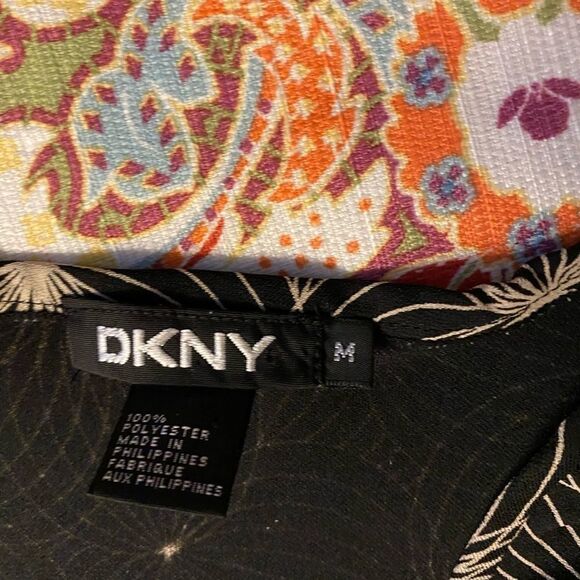 DKNY
M
100%
POLYESTER
MADE IN
PHILIPPINES
FABRIQUE
AUX PHILIPPINES